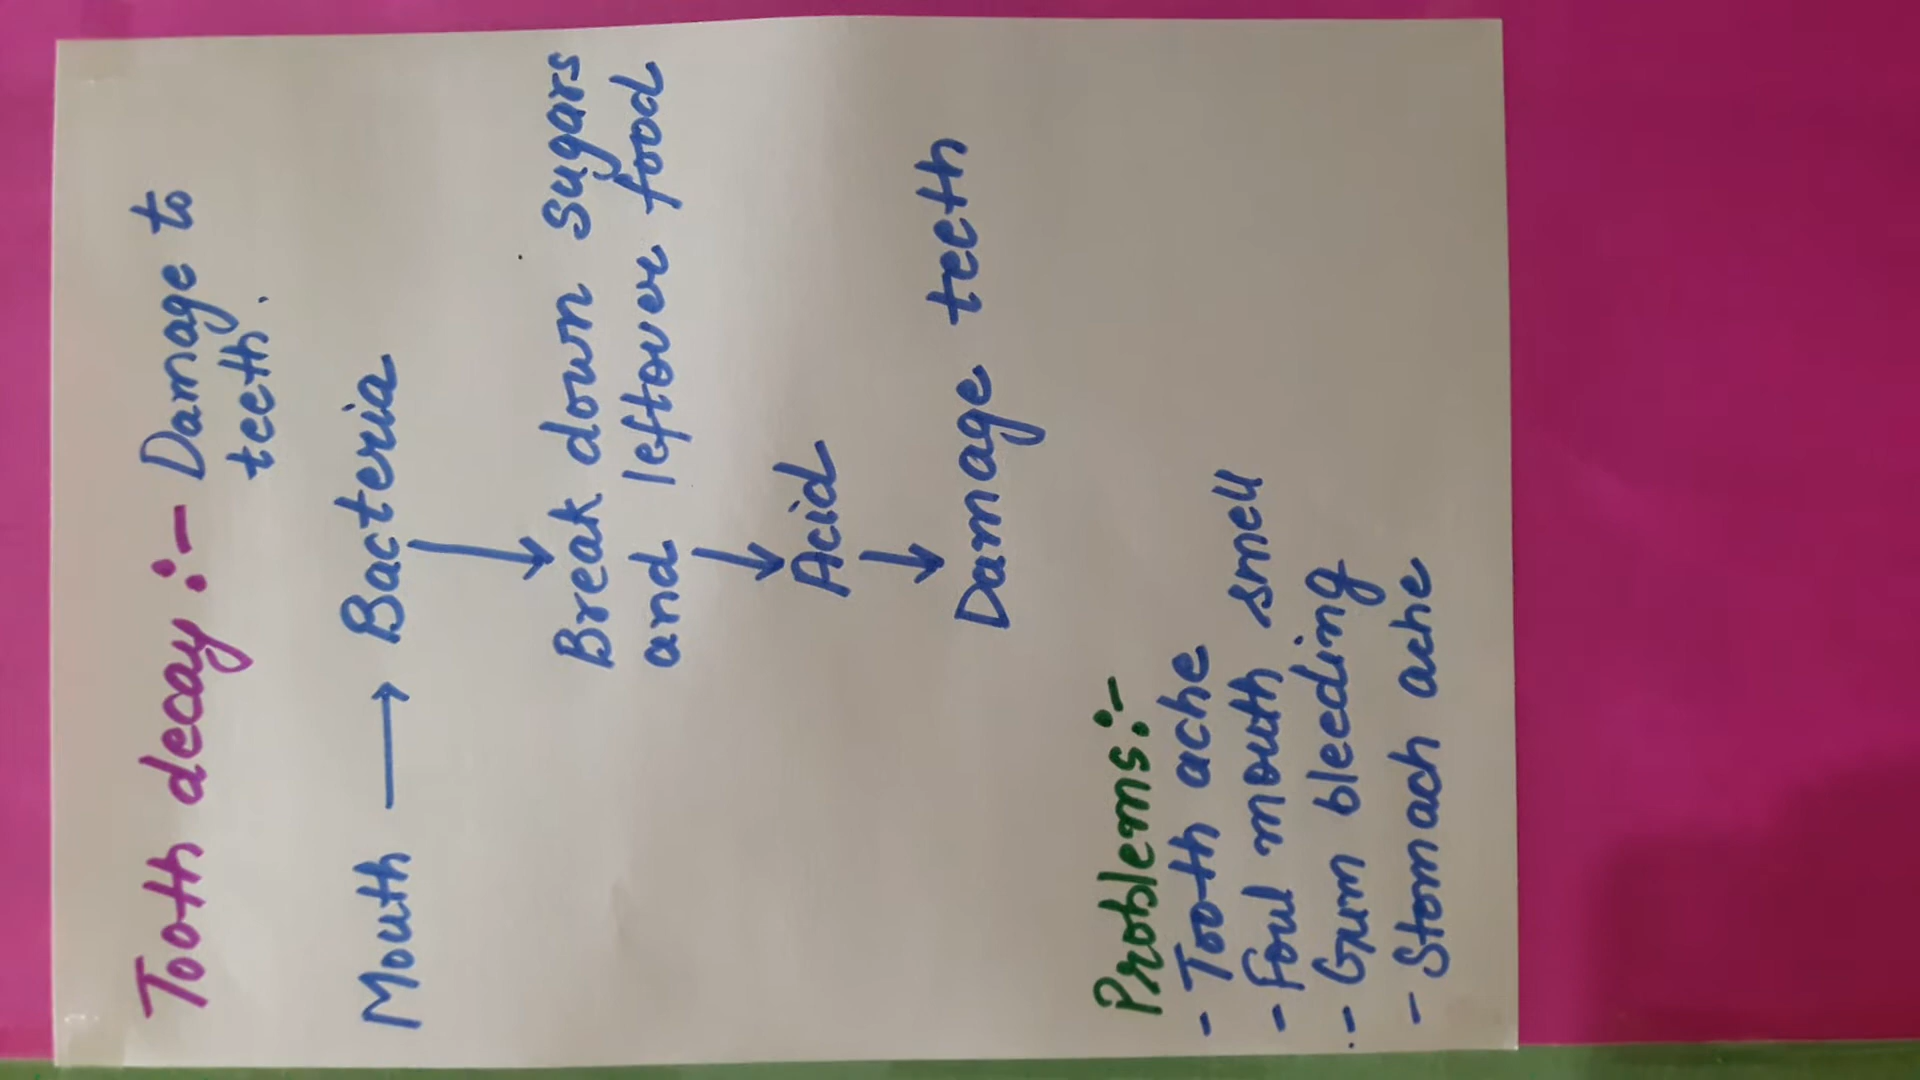 Tooth decay :- Damage to
teeth.
Mouth → Bacteria
↓
Break down sugars
and leftover food
↓
Acid
↓
Damage teeth
Problems:-
- Tooth ache
- Foul mouth smell
- Gum bleeding
- Stomach ache